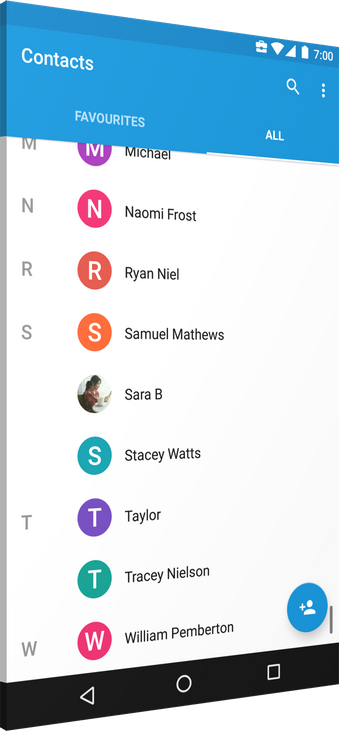 7:00
Contacts
FAVOURITES
ALL
M
M Michael
N
N Naomi Frost
R
R Ryan Niel
S
S Samuel Mathews
Sara B
S Stacey Watts
T
T Taylor
T Tracey Nielson
W
W William Pemberton